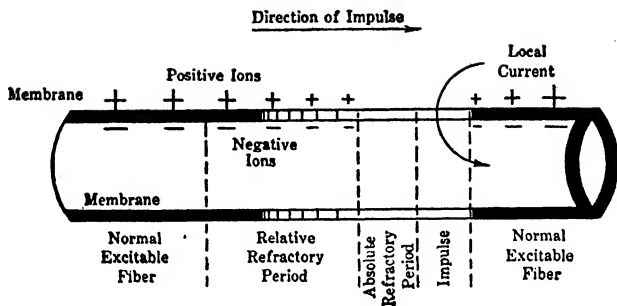 Direction of Impulse
Local
Current
Positive Ions
Membrane
+ + + + + + + + +
Negative
Ions
Membrane
Normal
Excitable
Fiber
Relative
Refractory
Period
Absolute
Refractory
Period
Impulse
Normal
Excitable
Fiber